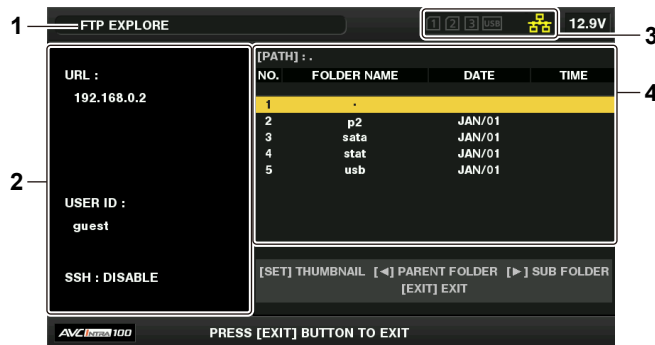 1
FTP EXPLORE
1 2 3 USB
12.9V
3
URL :
192.168.0.2
[PATH] : .
NO. FOLDER NAME DATE TIME
4
1 .
2 p2 JAN/01
3 sata JAN/01
4 stat JAN/01
5 usb JAN/01
2
USER ID :
guest
SSH : DISABLE
[SET] THUMBNAIL [◄] PARENT FOLDER [►] SUB FOLDER
[EXIT] EXIT
AVC INTRA 100
PRESS [EXIT] BUTTON TO EXIT